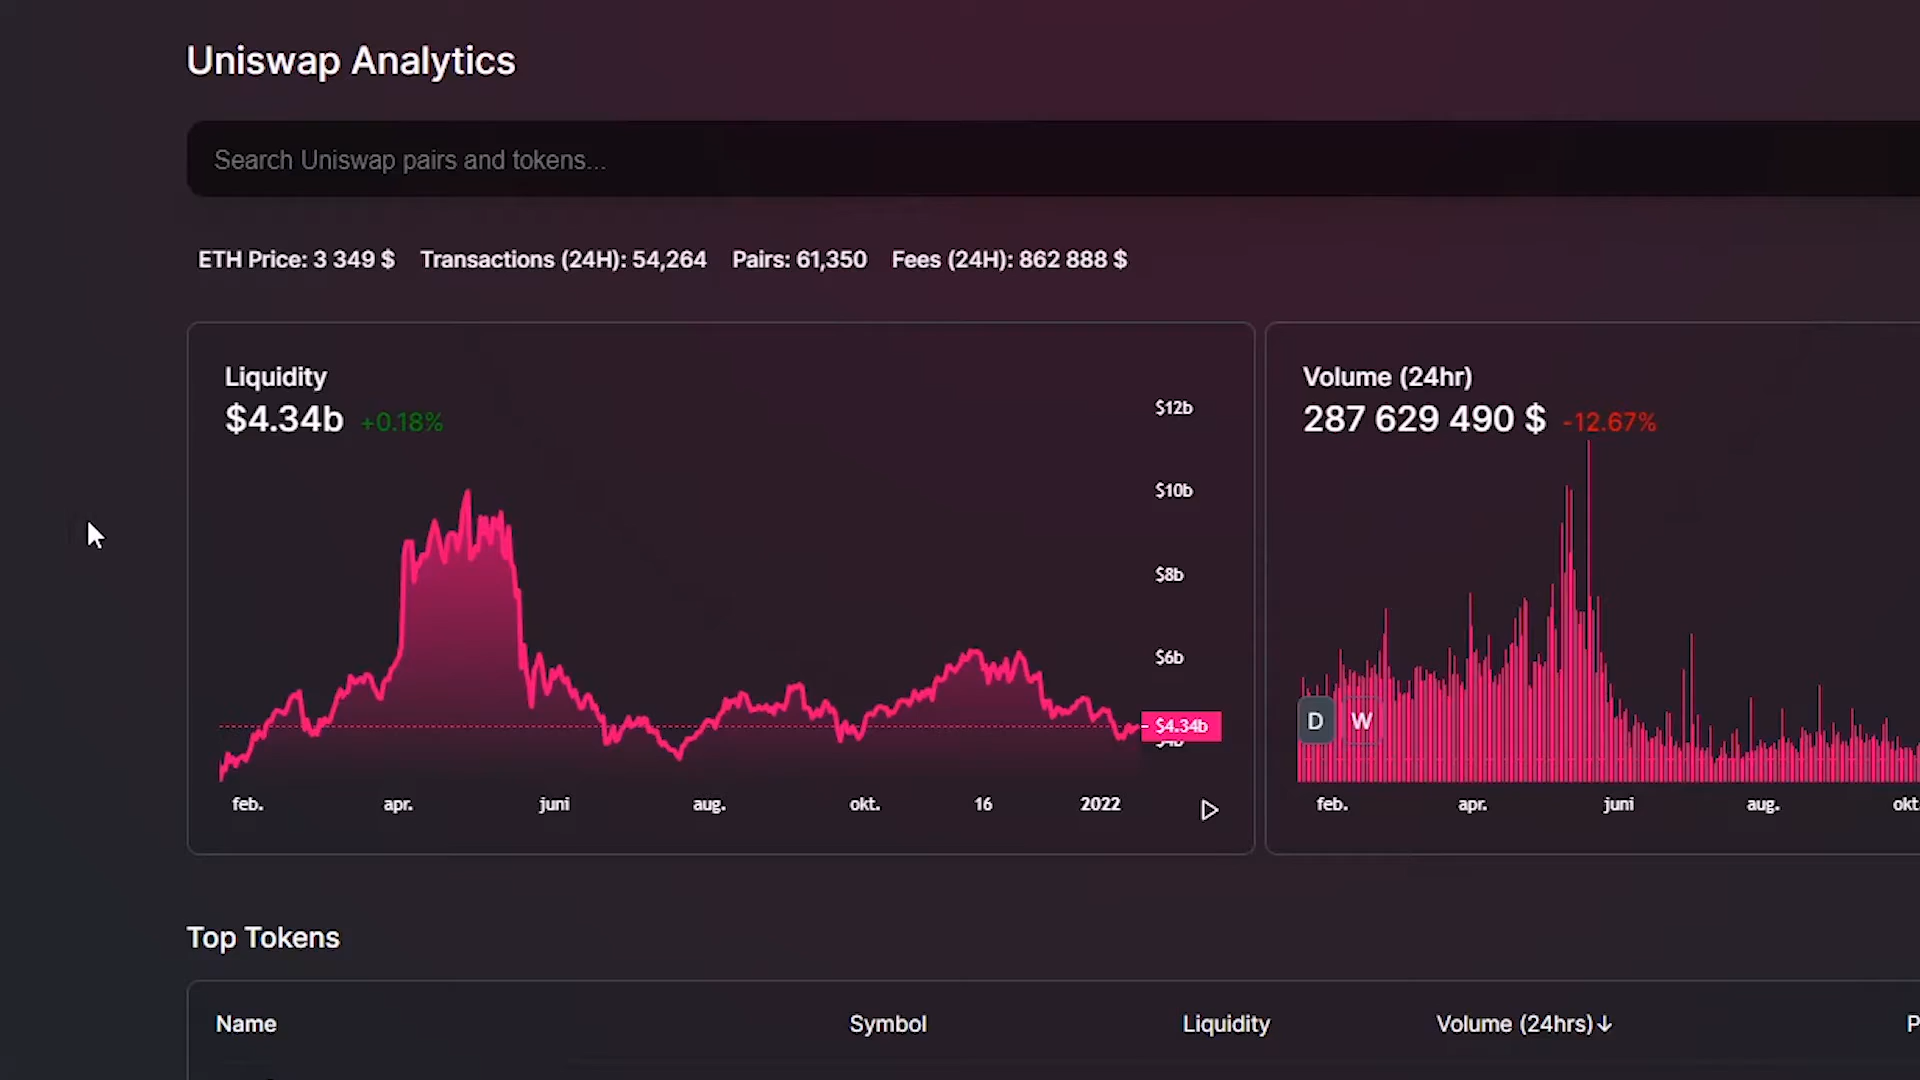 Uniswap Analytics
Search Uniswap pairs and tokens...
ETH Price: 3 349 $ Transactions (24H): 54,264 Pairs: 61,350 Fees (24H): 862 888 $
Liquidity
$4.34b +0.18%
$12b
$10b
$8b
$6b
$4.34b
$4b
feb. apr. juni aug. okt. 16 2022
Volume (24hr)
287 629 490 $ -12.67%
D W
feb. apr. juni aug. okt.
Top Tokens
Name Symbol Liquidity Volume (24hrs)↓ P